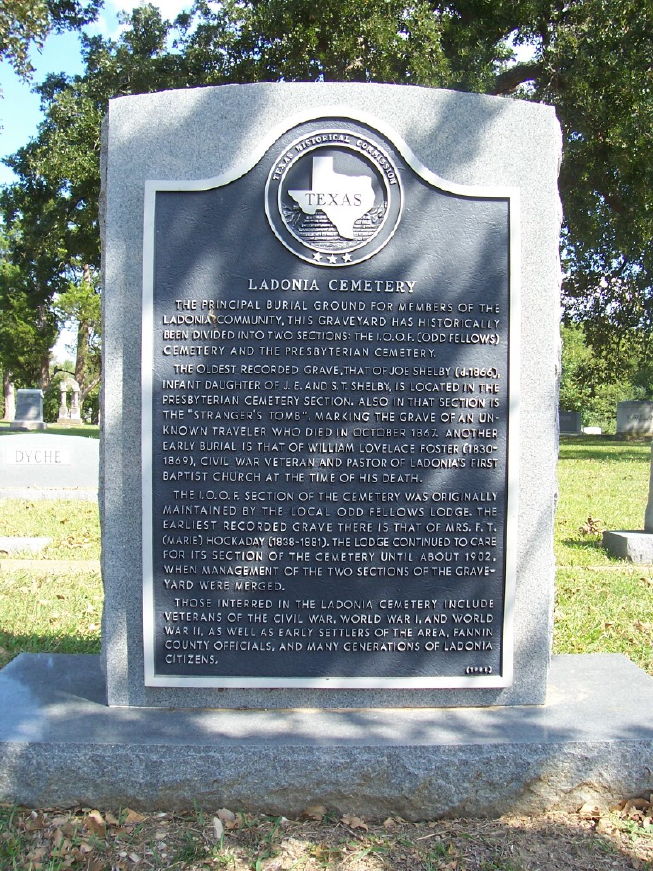 TEXAS HISTORICAL COMMISSION
TEXAS
LADONIA CEMETERY
THE PRINCIPAL BURIAL GROUND FOR MEMBERS OF THE
LADONIA COMMUNITY, THIS GRAVEYARD HAS HISTORICALLY
BEEN DIVIDED INTO TWO SECTIONS: THE I.O.O.F. (ODD FELLOWS)
CEMETERY AND THE PRESBYTERIAN CEMETERY.
THE OLDEST RECORDED GRAVE, THAT OF JOE SHELBY (d.1866),
INFANT DAUGHTER OF J. E. AND S. T. SHELBY, IS LOCATED IN THE
PRESBYTERIAN CEMETERY SECTION. ALSO IN THAT SECTION IS
THE "STRANGER'S TOMB", MARKING THE GRAVE OF AN UN-
KNOWN TRAVELER WHO DIED IN OCTOBER 1867. ANOTHER
EARLY BURIAL IS THAT OF WILLIAM LOVELACE FOSTER (1830-
1869), CIVIL WAR VETERAN AND PASTOR OF LADONIA'S FIRST
BAPTIST CHURCH AT THE TIME OF HIS DEATH.
THE I.O.O.F. SECTION OF THE CEMETERY WAS ORIGINALLY
MAINTAINED BY THE LOCAL ODD FELLOWS LODGE. THE
EARLIEST RECORDED GRAVE THERE IS THAT OF MRS. F. T.
(MARIE) HOCKADAY (1838-1881). THE LODGE CONTINUED TO CARE
FOR ITS SECTION OF THE CEMETERY UNTIL ABOUT 1902,
WHEN MANAGEMENT OF THE TWO SECTIONS OF THE GRAVE-
YARD WERE MERGED.
THOSE INTERRED IN THE LADONIA CEMETERY INCLUDE
VETERANS OF THE CIVIL WAR, WORLD WAR I, AND WORLD
WAR II, AS WELL AS EARLY SETTLERS OF THE AREA, FANNIN
COUNTY OFFICIALS, AND MANY GENERATIONS OF LADONIA
CITIZENS.
DYCHE